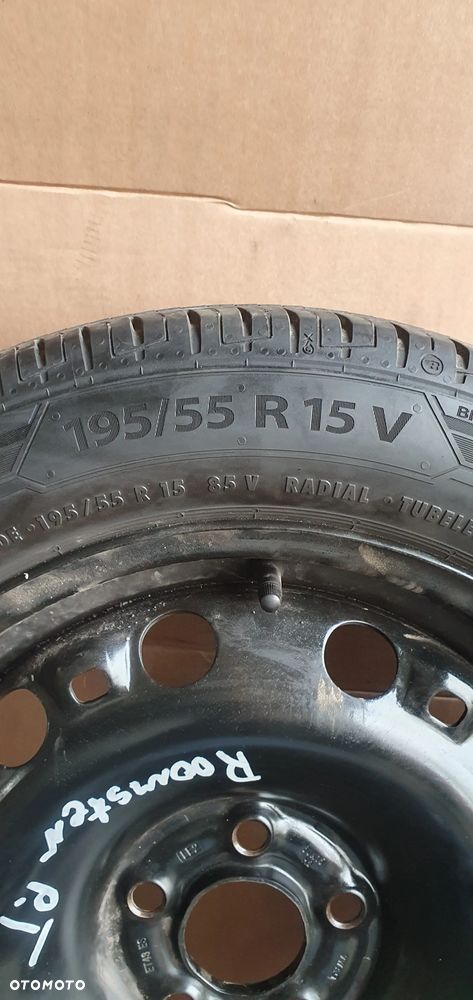 195/55 R 15 V
195/55 R 15 85 V RADIAL · TUBELE
Roomster
P.T
OTOMOTO